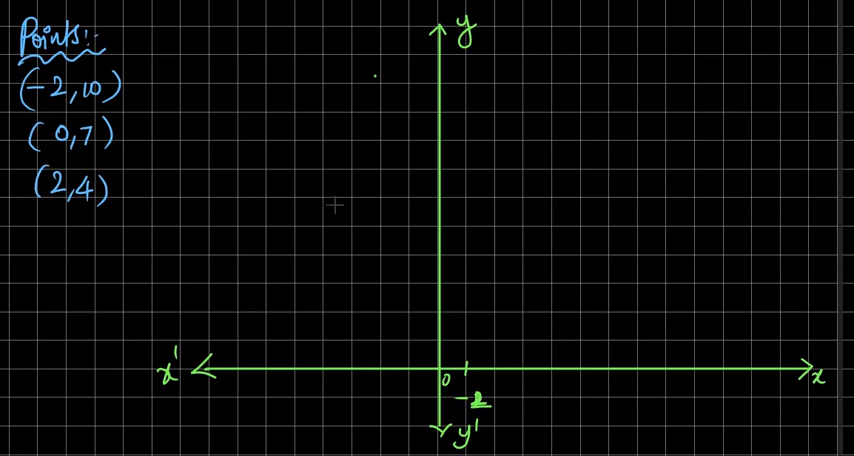 Points:-
(-2,10)
(0,7)
(2,4)
y
x'
0
x
y'